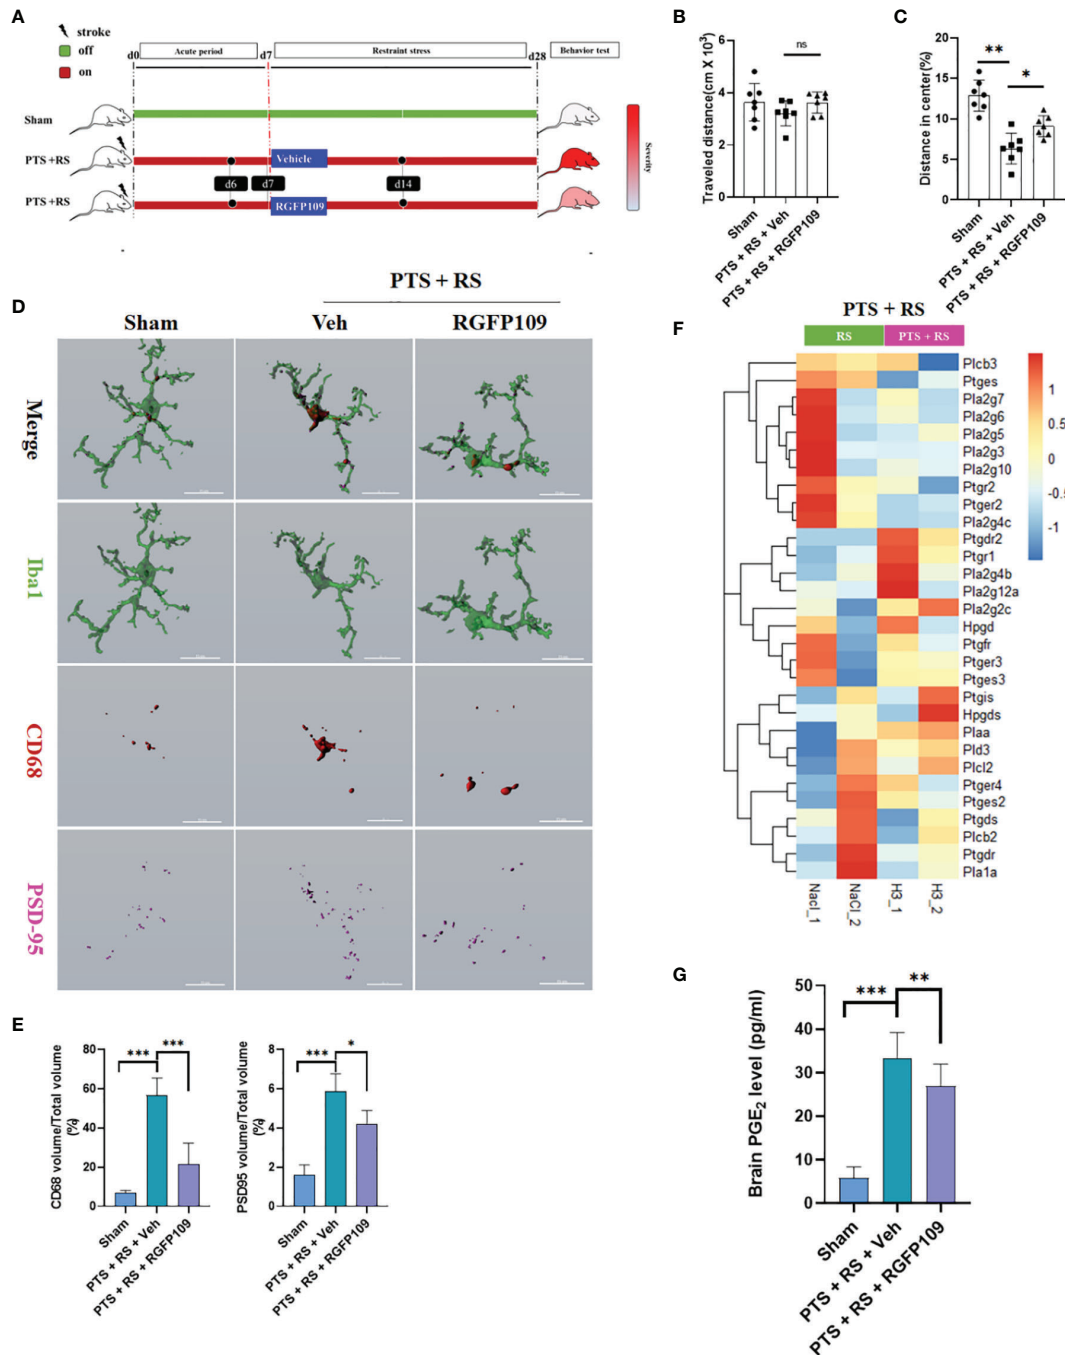 A
stroke
off
on
d0
Acute period
d7
Restraint stress
d28
Behavior test
Sham
PTS +RS
Vehicle
d6
d7
d14
PTS +RS
RGFP109
Severity
B
Traveled distance(cm X 10³)
5
4
3
2
1
0
ns
Sham
PTS + RS + Veh
PTS + RS + RGFP109
C
Distance in center(%)
20
15
10
5
0
**
*
Sham
PTS + RS + Veh
PTS + RS + RGFP109
D
PTS + RS
Sham
Veh
RGFP109
Merge
Iba1
CD68
PSD-95
E
CD68 volume/Total volume
(%)
80
60
40
20
0
***
***
Sham
PTS + RS + Veh
PTS + RS + RGFP109
PSD95 volume/Total volume
(%)
8
6
4
2
0
***
*
Sham
PTS + RS + Veh
PTS + RS + RGFP109
F
PTS + RS
RS
PTS + RS
Plcb3
Ptges
Pla2g7
Pla2g6
Pla2g5
Pla2g3
Pla2g10
Ptgr2
Ptger2
Pla2g4c
Ptgdr2
Ptgr1
Pla2g4b
Pla2g12a
Pla2g2c
Hpgd
Ptgfr
Ptger3
Ptges3
Ptgis
Hpgds
Plaa
Pld3
Plcl2
Ptger4
Ptges2
Ptgds
Plcb2
Ptgdr
Pla1a
NaCl_1
NaCl_2
H3_1
H3_2
1
0.5
0
-0.5
-1
G
Brain PGE₂ level (pg/ml)
50
40
30
20
10
0
***
**
Sham
PTS + RS + Veh
PTS + RS + RGFP109